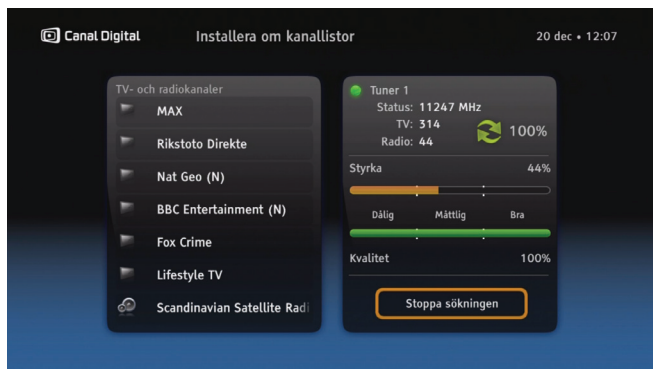 Canal Digital
Installera om kanallistor
20 dec • 12:07
TV- och radiokanaler
MAX
Rikstoto Direkte
Nat Geo (N)
BBC Entertainment (N)
Fox Crime
Lifestyle TV
Scandinavian Satellite Radi
Tuner 1
Status: 11247 MHz
TV: 314
Radio: 44
100%
Styrka 44%
Dålig Måttlig Bra
Kvalitet 100%
Stoppa sökningen